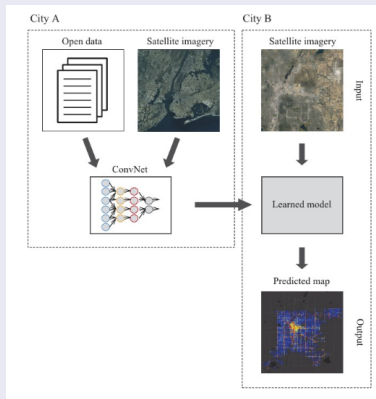 City A
City B
Open data
Satellite imagery
Satellite imagery
Input
ConvNet
Learned model
Predicted map
Output